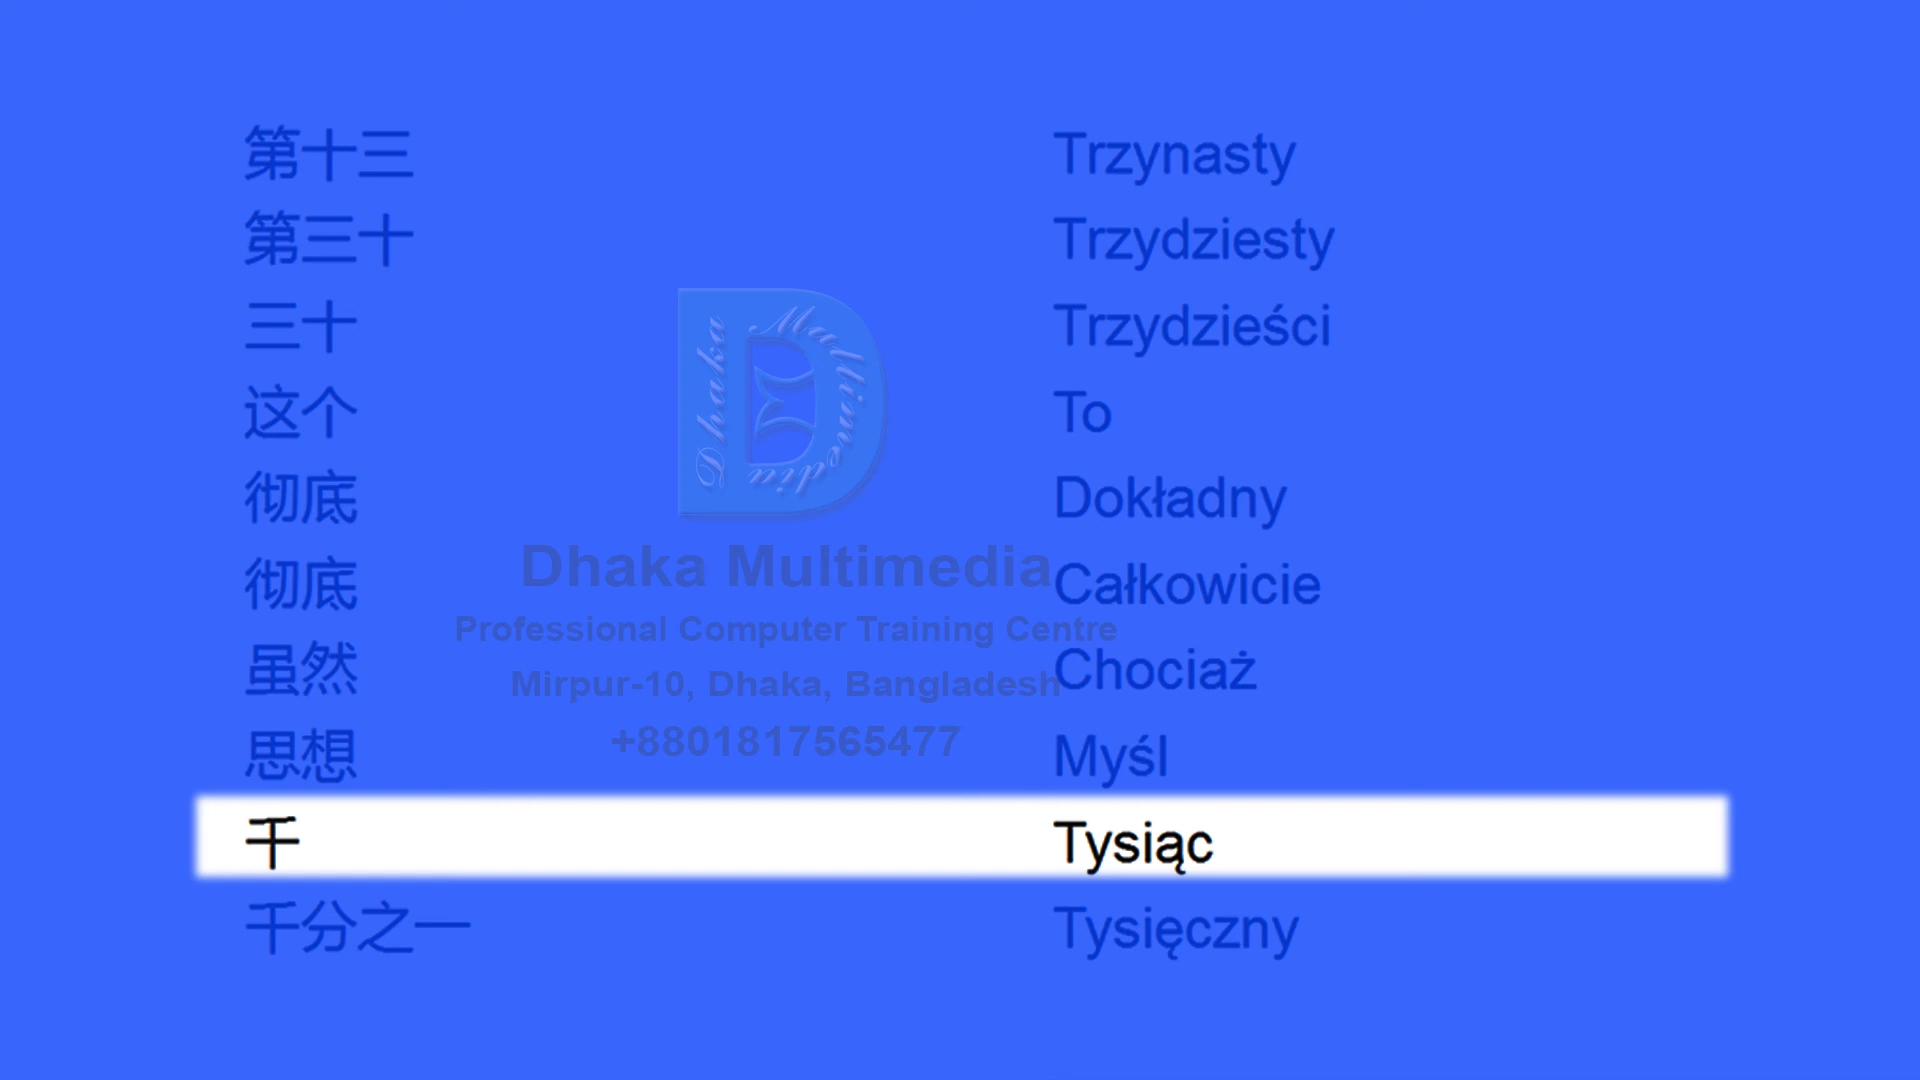 第十三 Trzynasty
第三十 Trzydziesty
三十 Trzydzieści
这个 To
彻底 Dokładny
彻底 Całkowicie
虽然 Chociaż
思想 Myśl
千 Tysiąc
千分之一 Tysięczny
Dhaka Multimedia
Dhaka Multimedia
Professional Computer Training Centre
Mirpur-10, Dhaka, Bangladesh
+8801817565477